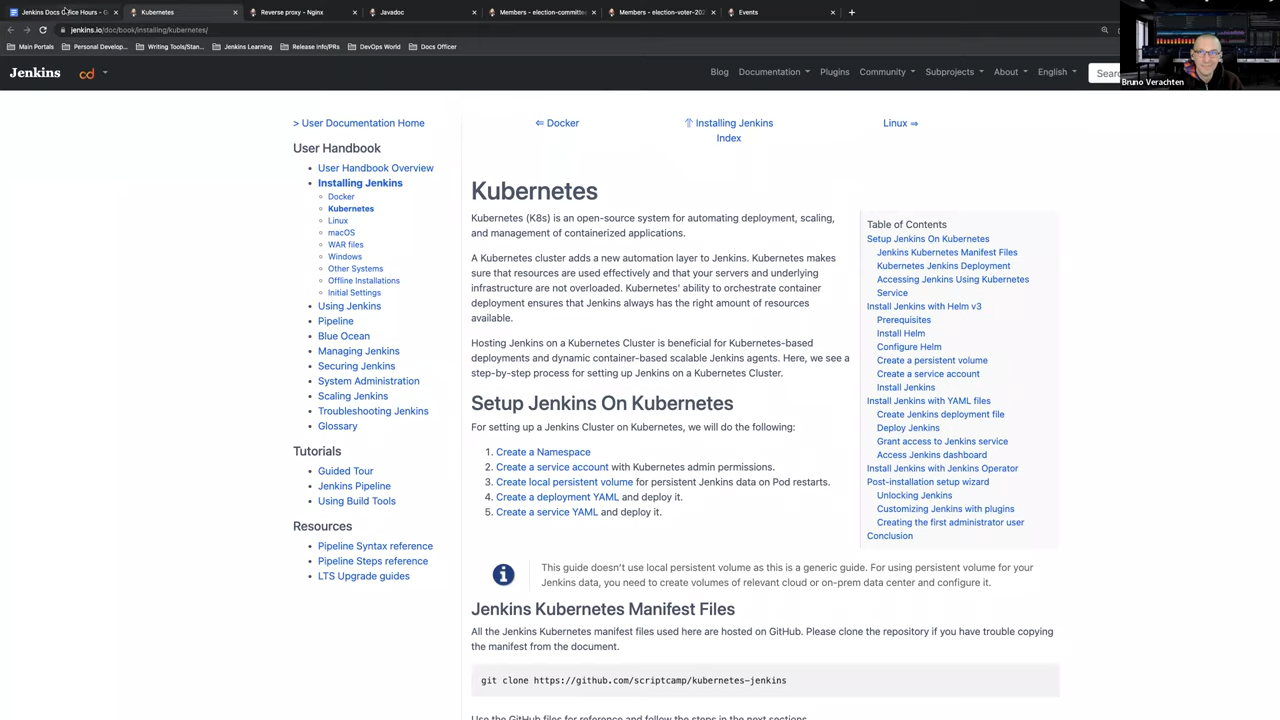 Jenkins Docs
ice Hours - G
Kubernetes
Reverse proxy - Nginx
Javadoc
Members - election-committe
Members - election-voter-202
Events
jenkins.io/doc/book/installing/kubernetes/
Main Portals
Personal Develop...
Writing Tools/Stan...
Jenkins Learning
Release Info/PRs
DevOps World
Docs Officer
Jenkins
cd
Blog
Documentation
Plugins
Community
Subprojects
About
English
Sear
Bruno Verachten
> User Documentation Home
User Handbook
User Handbook Overview
Installing Jenkins
Docker
Kubernetes
Linux
macOS
WAR files
Windows
Other Systems
Offline Installations
Initial Settings
Using Jenkins
Pipeline
Blue Ocean
Managing Jenkins
Securing Jenkins
System Administration
Scaling Jenkins
Troubleshooting Jenkins
Glossary
Tutorials
Guided Tour
Jenkins Pipeline
Using Build Tools
Resources
Pipeline Syntax reference
Pipeline Steps reference
LTS Upgrade guides
⇐ Docker
⇑ Installing Jenkins
Index
Linux ⇒
Kubernetes
Kubernetes (K8s) is an open-source system for automating deployment, scaling,
and management of containerized applications.
A Kubernetes cluster adds a new automation layer to Jenkins. Kubernetes makes
sure that resources are used effectively and that your servers and underlying
infrastructure are not overloaded. Kubernetes' ability to orchestrate container
deployment ensures that Jenkins always has the right amount of resources
available.
Hosting Jenkins on a Kubernetes Cluster is beneficial for Kubernetes-based
deployments and dynamic container-based scalable Jenkins agents. Here, we see a
step-by-step process for setting up Jenkins on a Kubernetes Cluster.
Setup Jenkins On Kubernetes
For setting up a Jenkins Cluster on Kubernetes, we will do the following:
1. Create a Namespace
2. Create a service account with Kubernetes admin permissions.
3. Create local persistent volume for persistent Jenkins data on Pod restarts.
4. Create a deployment YAML and deploy it.
5. Create a service YAML and deploy it.
Table of Contents
Setup Jenkins On Kubernetes
Jenkins Kubernetes Manifest Files
Kubernetes Jenkins Deployment
Accessing Jenkins Using Kubernetes
Service
Install Jenkins with Helm v3
Prerequisites
Install Helm
Configure Helm
Create a persistent volume
Create a service account
Install Jenkins
Install Jenkins with YAML files
Create Jenkins deployment file
Deploy Jenkins
Grant access to Jenkins service
Access Jenkins dashboard
Install Jenkins with Jenkins Operator
Post-installation setup wizard
Unlocking Jenkins
Customizing Jenkins with plugins
Creating the first administrator user
Conclusion
This guide doesn't use local persistent volume as this is a generic guide. For using persistent volume for your
Jenkins data, you need to create volumes of relevant cloud or on-prem data center and configure it.
Jenkins Kubernetes Manifest Files
All the Jenkins Kubernetes manifest files used here are hosted on GitHub. Please clone the repository if you have trouble copying
the manifest from the document.
git clone https://github.com/scriptcamp/kubernetes-jenkins
Use the GitHub files for reference and follow the steps in the next sections.